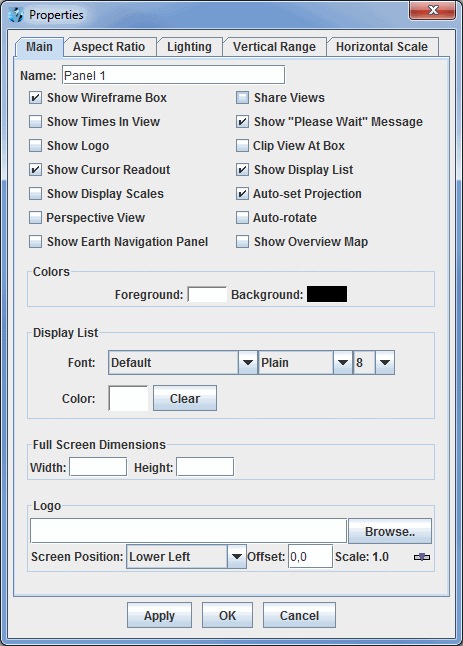 Properties
Main Aspect Ratio Lighting Vertical Range Horizontal Scale
Name: Panel 1
Show Wireframe Box Share Views
Show Times In View Show "Please Wait" Message
Show Logo Clip View At Box
Show Cursor Readout Show Display List
Show Display Scales Auto-set Projection
Perspective View Auto-rotate
Show Earth Navigation Panel Show Overview Map
Colors
Foreground: Background:
Display List
Font: Default Plain 8
Color: Clear
Full Screen Dimensions
Width: Height:
Logo
Browse..
Screen Position: Lower Left Offset: 0,0 Scale: 1.0
Apply OK Cancel